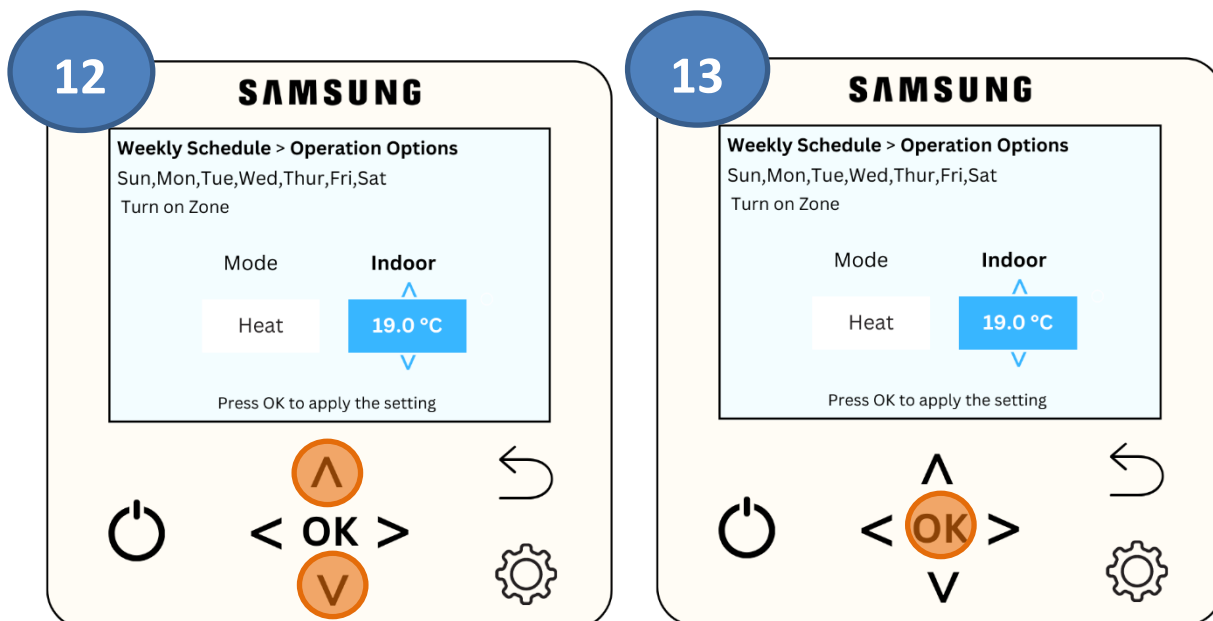 12
SAMSUNG
Weekly Schedule > Operation Options
Sun,Mon,Tue,Wed,Thur,Fri,Sat
Turn on Zone
Mode
Indoor
Heat
19.0 °C
Press OK to apply the setting
< OK >
13
SAMSUNG
Weekly Schedule > Operation Options
Sun,Mon,Tue,Wed,Thur,Fri,Sat
Turn on Zone
Mode
Indoor
Heat
19.0 °C
Press OK to apply the setting
< OK >